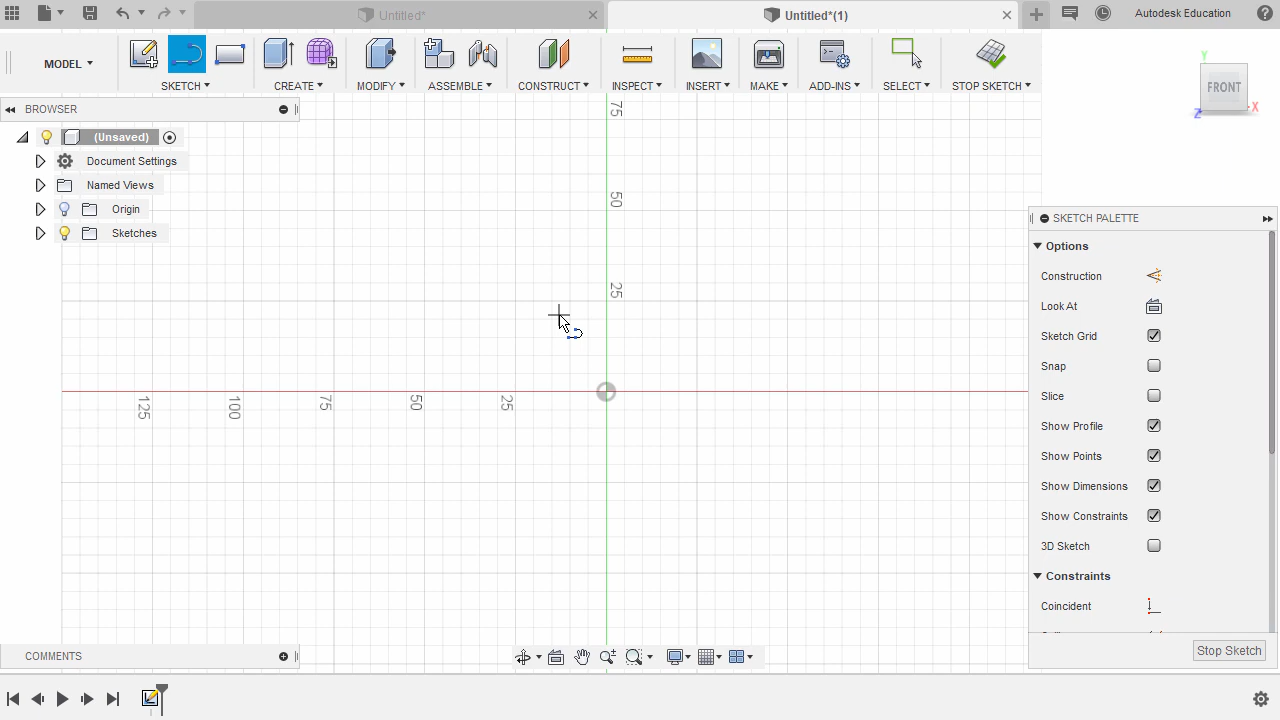 Untitled*
Untitled*(1)
Autodesk Education
MODEL
SKETCH
CREATE
MODIFY
ASSEMBLE
CONSTRUCT
INSPECT
INSERT
MAKE
ADD-INS
SELECT
STOP SKETCH
FRONT
Y
X
Z
BROWSER
(Unsaved)
Document Settings
Named Views
Origin
Sketches
75
50
25
125
100
75
50
25
SKETCH PALETTE
Options
Construction
Look At
Sketch Grid
Snap
Slice
Show Profile
Show Points
Show Dimensions
Show Constraints
3D Sketch
Constraints
Coincident
Stop Sketch
COMMENTS